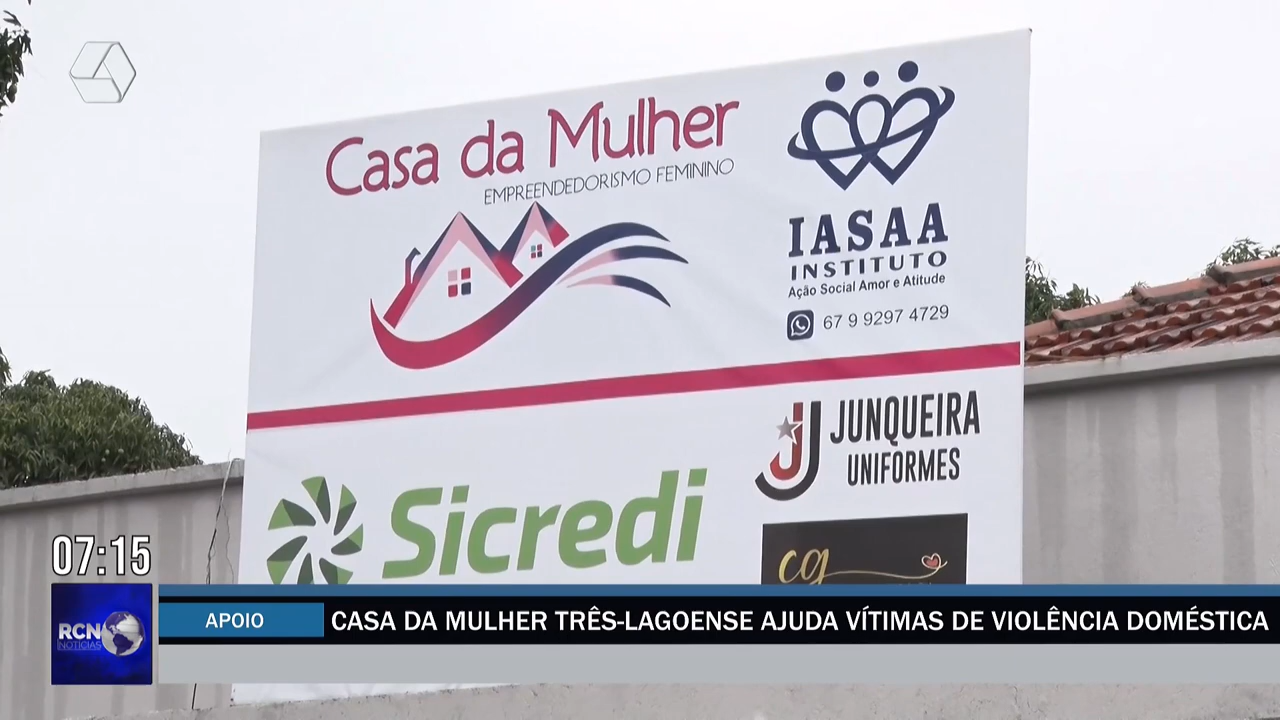 Casa da Mulher
EMPREENDEDORISMO FEMININO
IASAA
INSTITUTO
Ação Social Amor e Atitude
67 9 9297 4729
JUNQUEIRA
UNIFORMES
Sicredi
cg
07:15
RCN
NOTÍCIAS
APOIO
CASA DA MULHER TRÊS-LAGOENSE AJUDA VÍTIMAS DE VIOLÊNCIA DOMÉSTICA